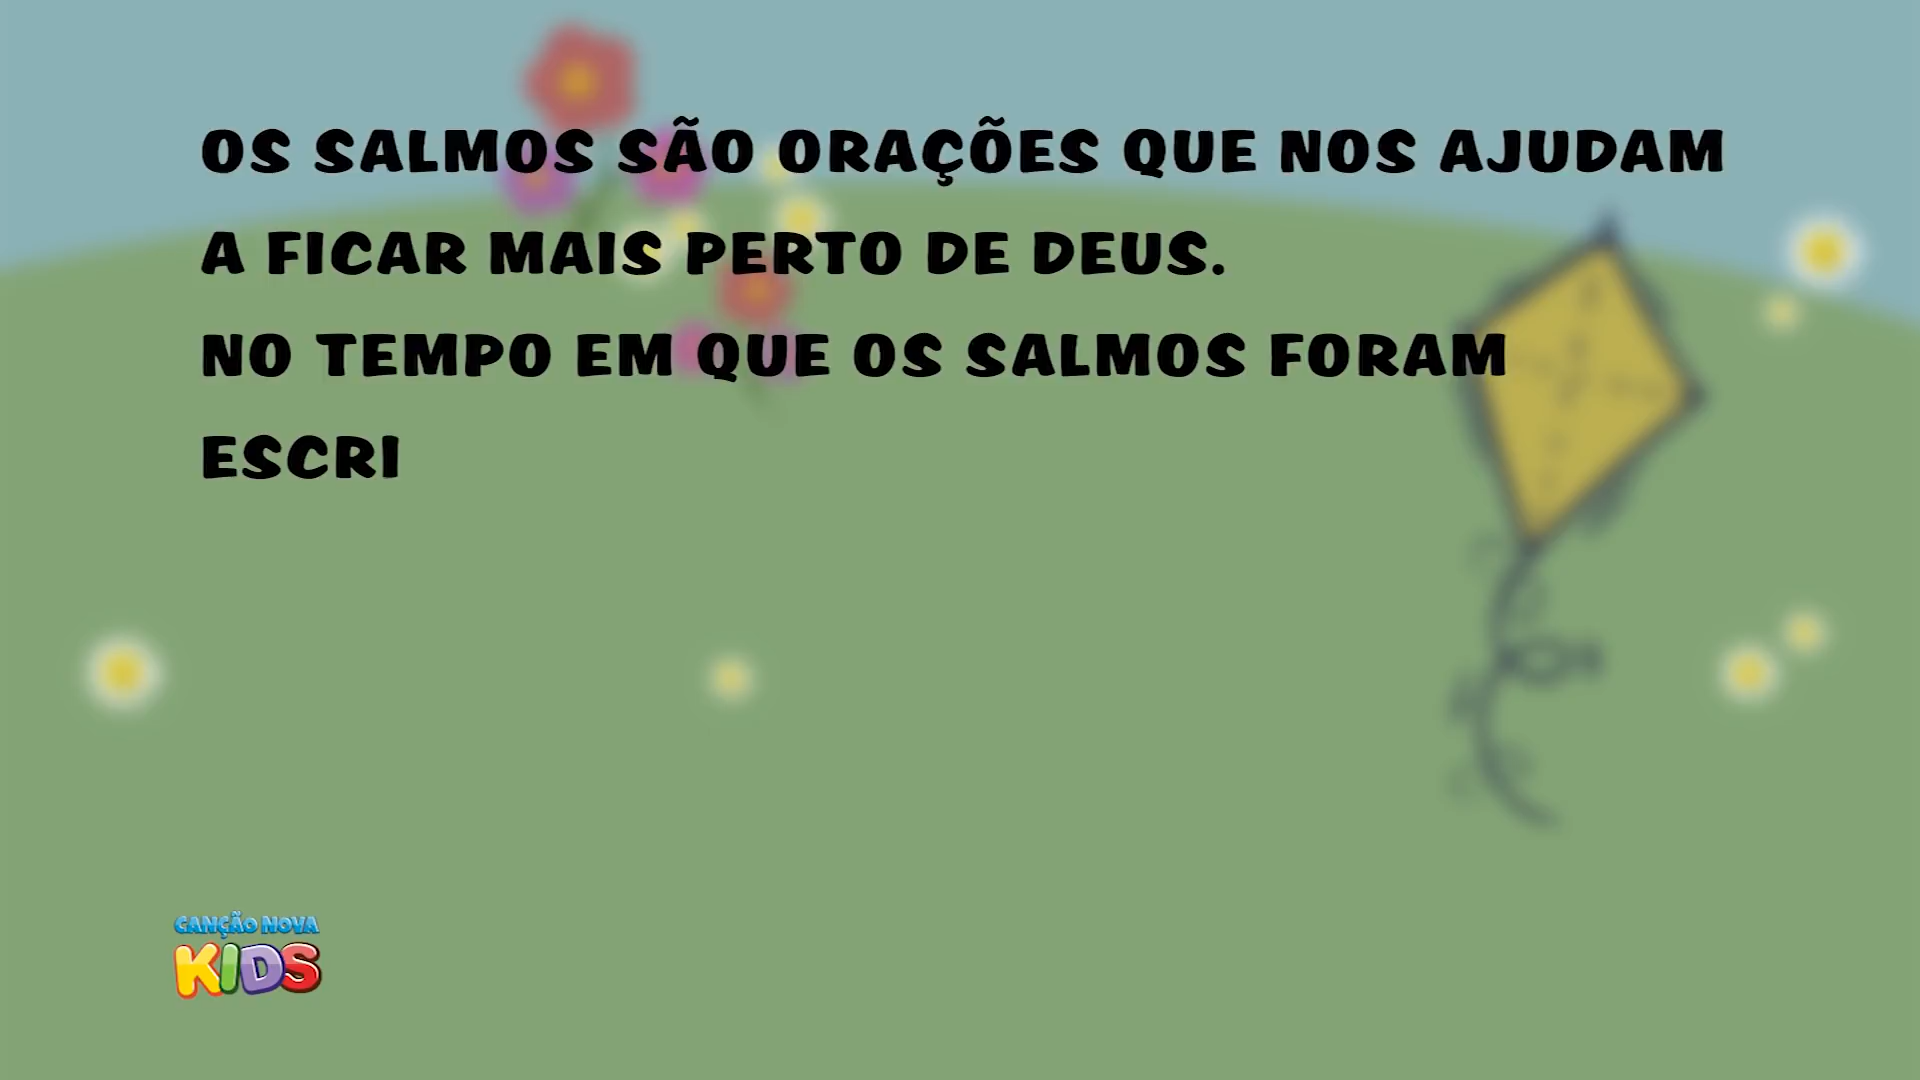 OS SALMOS SÃO ORAÇÕES QUE NOS AJUDAM
A FICAR MAIS PERTO DE DEUS.
NO TEMPO EM QUE OS SALMOS FORAM
ESCRI
CANÇÃO NOVA
KIDS